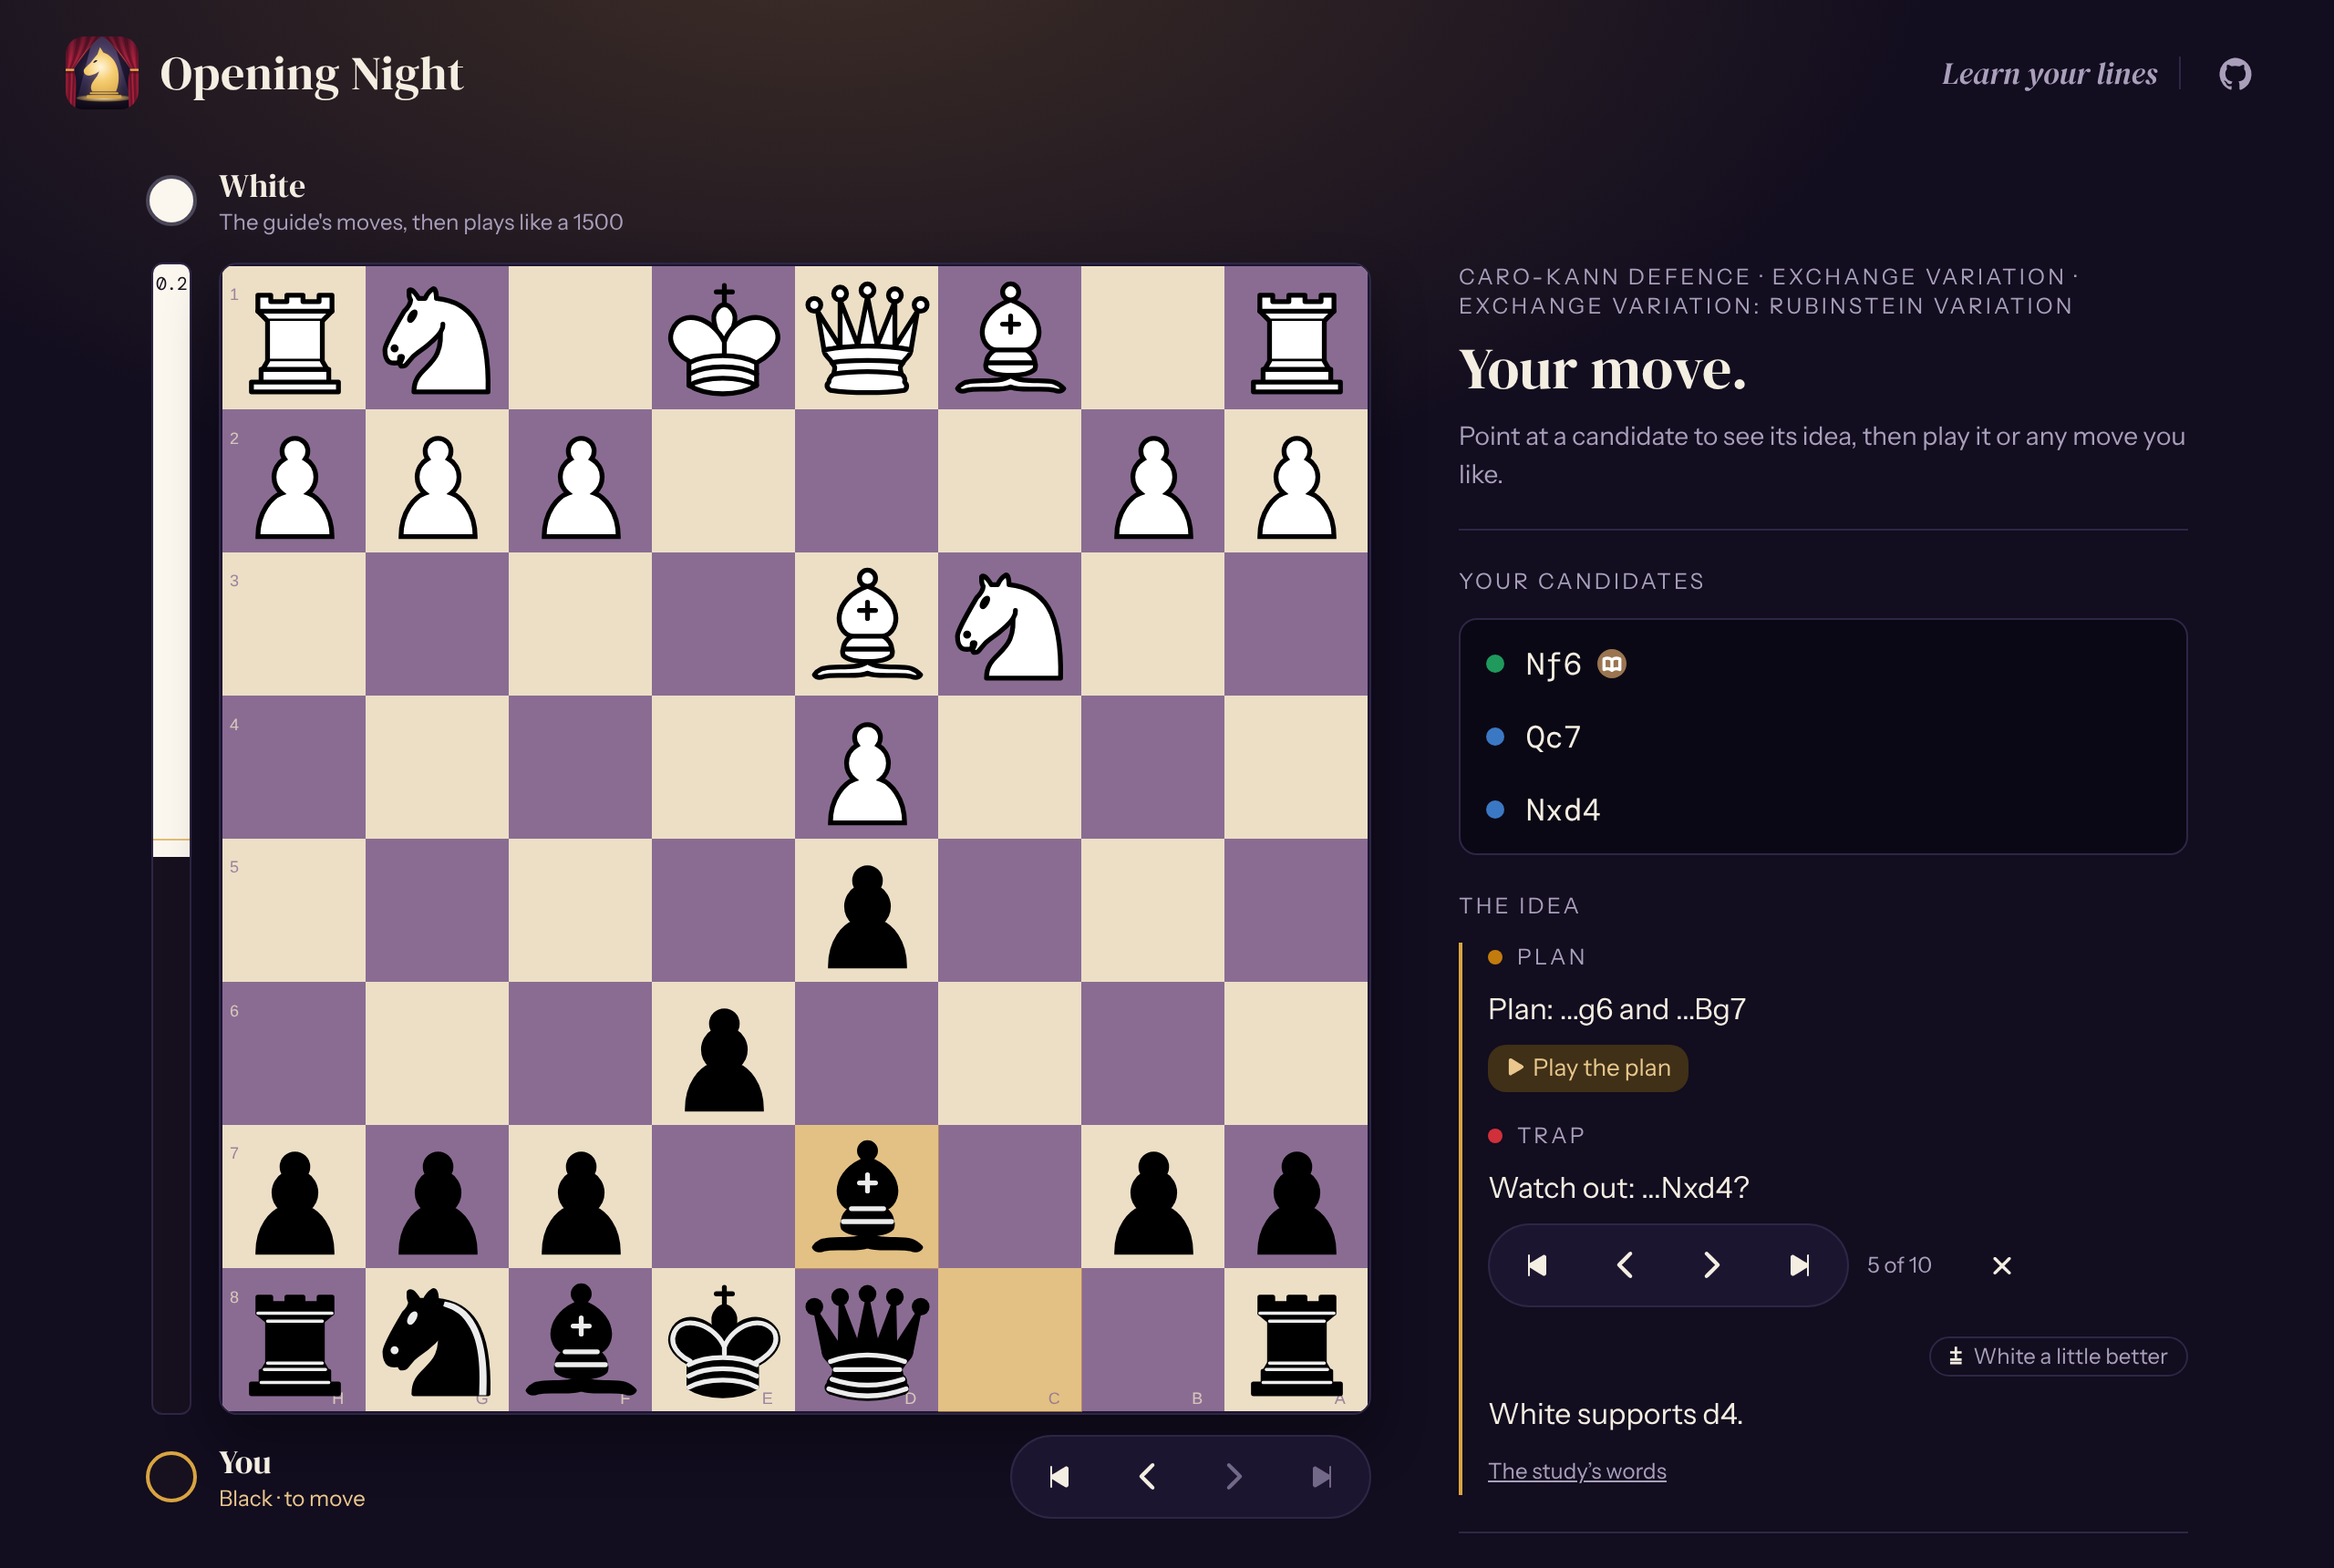 Opening Night
Learn your lines
White
The guide's moves, then plays like a 1500
0.2
1
2
3
4
5
6
7
8
H G F E D C B A
You
Black · to move
CARO-KANN DEFENCE · EXCHANGE VARIATION ·
EXCHANGE VARIATION: RUBINSTEIN VARIATION
Your move.
Point at a candidate to see its idea, then play it or any move you
like.
YOUR CANDIDATES
Nf6
Qc7
Nxd4
THE IDEA
PLAN
Plan: …g6 and …Bg7
Play the plan
TRAP
Watch out: …Nxd4?
5 of 10
± White a little better
White supports d4.
The study’s words